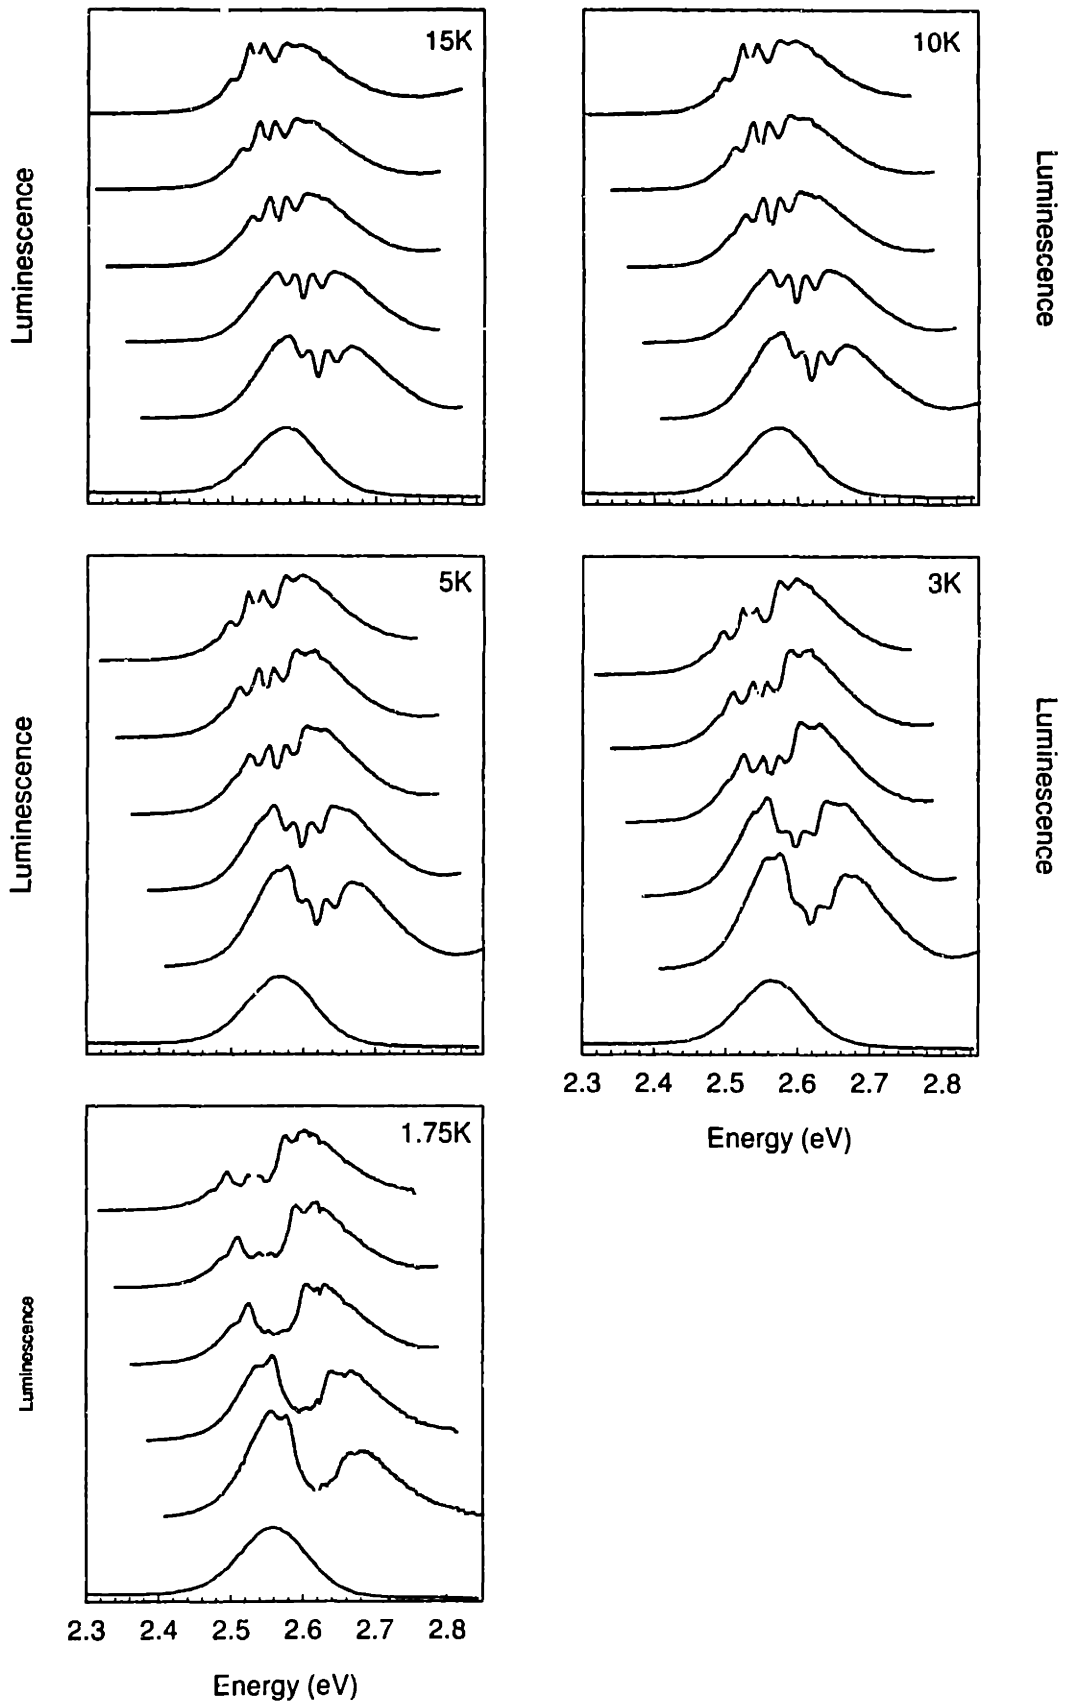 15K
10K
Luminescence
Luminescence
5K
3K
Luminescence
Luminescence
2.3 2.4 2.5 2.6 2.7 2.8
Energy (eV)
1.75K
Luminescence
2.3 2.4 2.5 2.6 2.7 2.8
Energy (eV)